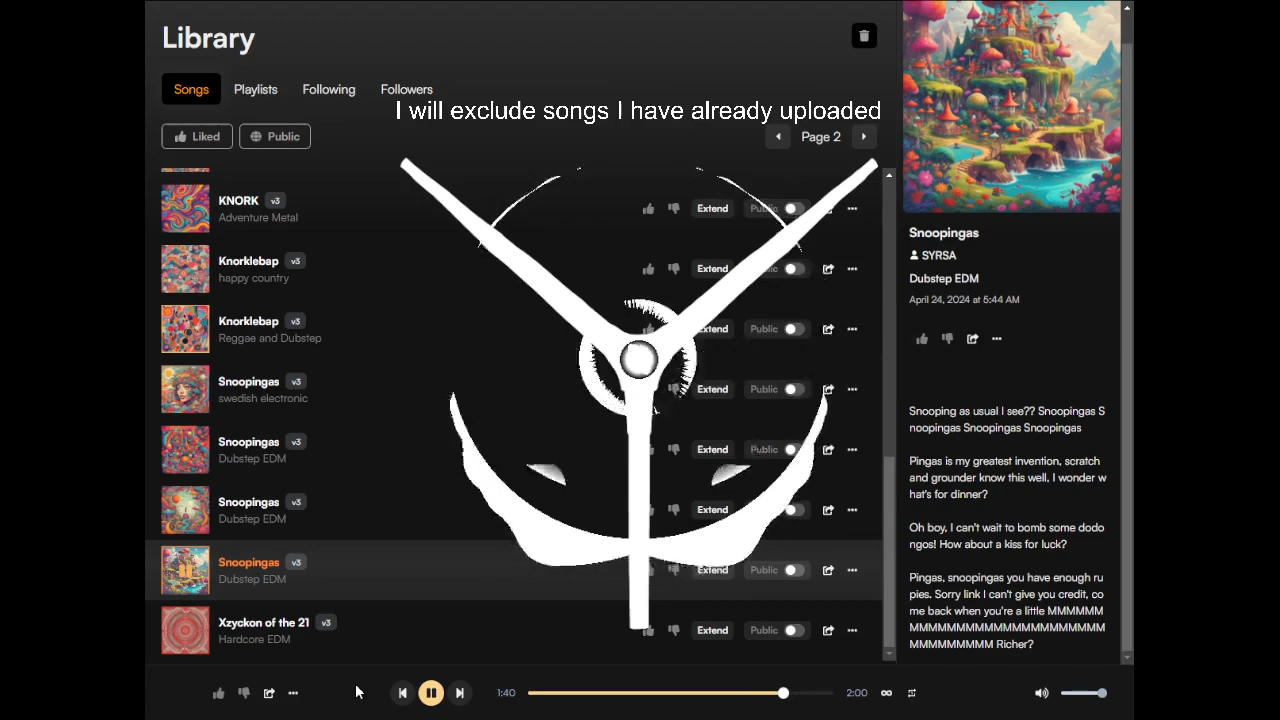 Library
Songs
Playlists
Following
Followers
I will exclude songs I have already uploaded
Liked
Public
Page 2
KNORK v3
Adventure Metal
Extend
Knorklebap v3
happy country
Extend
Knorklebap v3
Reggae and Dubstep
Extend
Public
Snoopingas v3
swedish electronic
Extend
Public
Snoopingas v3
Dubstep EDM
Extend
Public
Snoopingas v3
Dubstep EDM
Extend
Public
Snoopingas v3
Dubstep EDM
Extend
Public
Xzyckon of the 21 v3
Hardcore EDM
Extend
Public
Snoopingas
SYRSA
Dubstep EDM
April 24, 2024 at 5:44 AM
Snooping as usual I see?? Snoopingas S
noopingas Snoopingas Snoopingas
Pingas is my greatest invention, scratch
and grounder know this well, I wonder w
hat's for dinner?
Oh boy, I can't wait to bomb some dodo
ngos! How about a kiss for luck?
Pingas, snoopingas you have enough ru
pies. Sorry link I can't give you credit, co
me back when you're a little MMMMMM
MMMMMMMMMMMMMMMMMMMMM
MMMMMMMMM Richer?
1:40
2:00